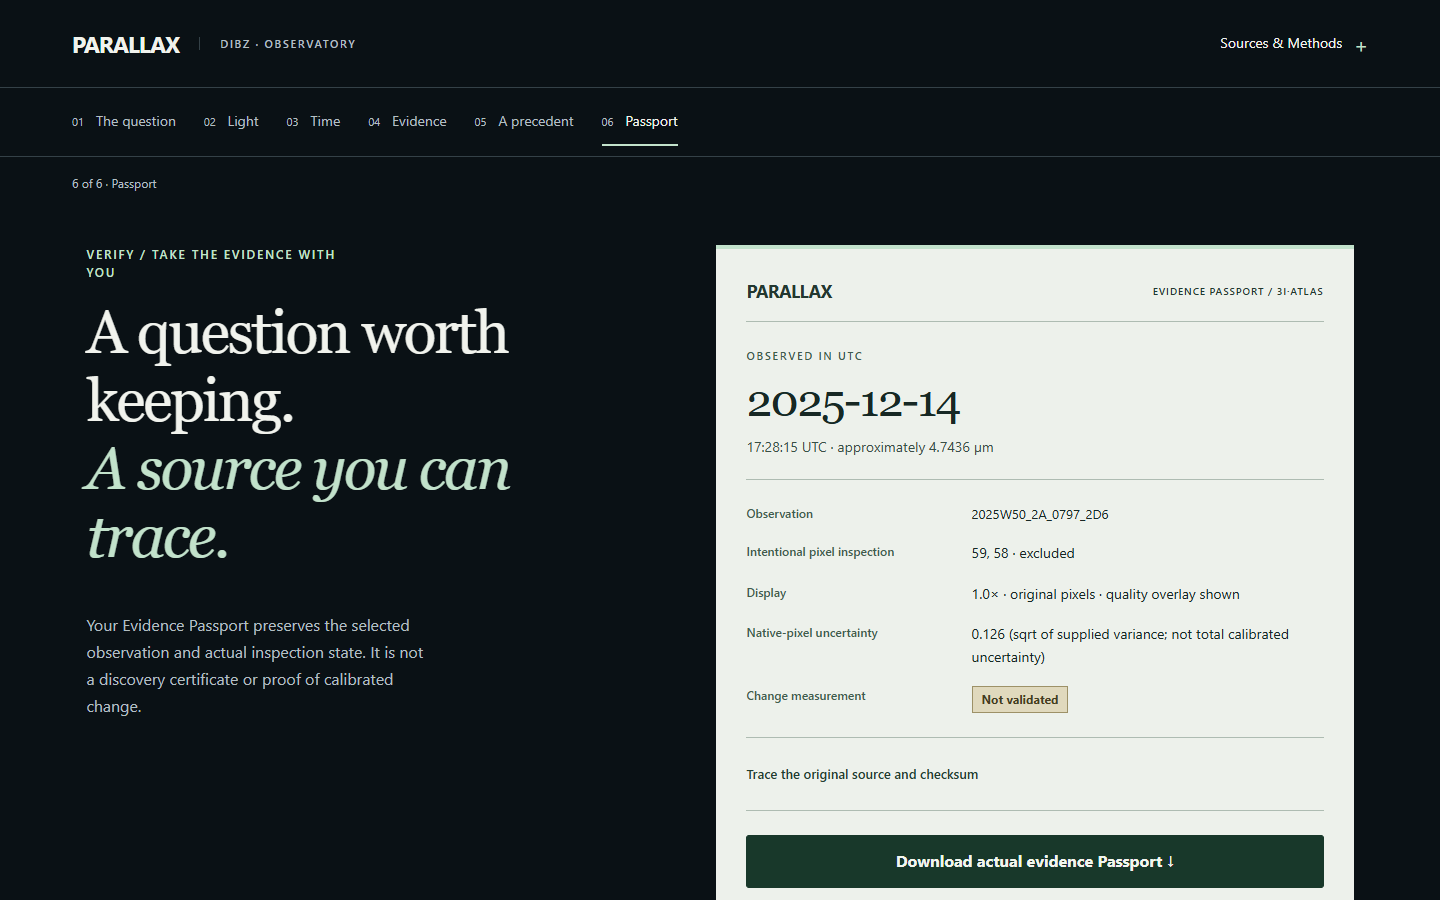 PARALLAX
DIBZ · OBSERVATORY
Sources & Methods +
01 The question
02 Light
03 Time
04 Evidence
05 A precedent
06 Passport
6 of 6 · Passport
VERIFY / TAKE THE EVIDENCE WITH
YOU
A question worth
keeping.
A source you can
trace.
Your Evidence Passport preserves the selected
observation and actual inspection state. It is not
a discovery certificate or proof of calibrated
change.
PARALLAX
EVIDENCE PASSPORT / 3I·ATLAS
OBSERVED IN UTC
2025-12-14
17:28:15 UTC · approximately 4.7436 μm
Observation
2025W50_2A_0797_2D6
Intentional pixel inspection
59, 58 · excluded
Display
1.0× · original pixels · quality overlay shown
Native-pixel uncertainty
0.126 (sqrt of supplied variance; not total calibrated
uncertainty)
Change measurement
Not validated
Trace the original source and checksum
Download actual evidence Passport ↓